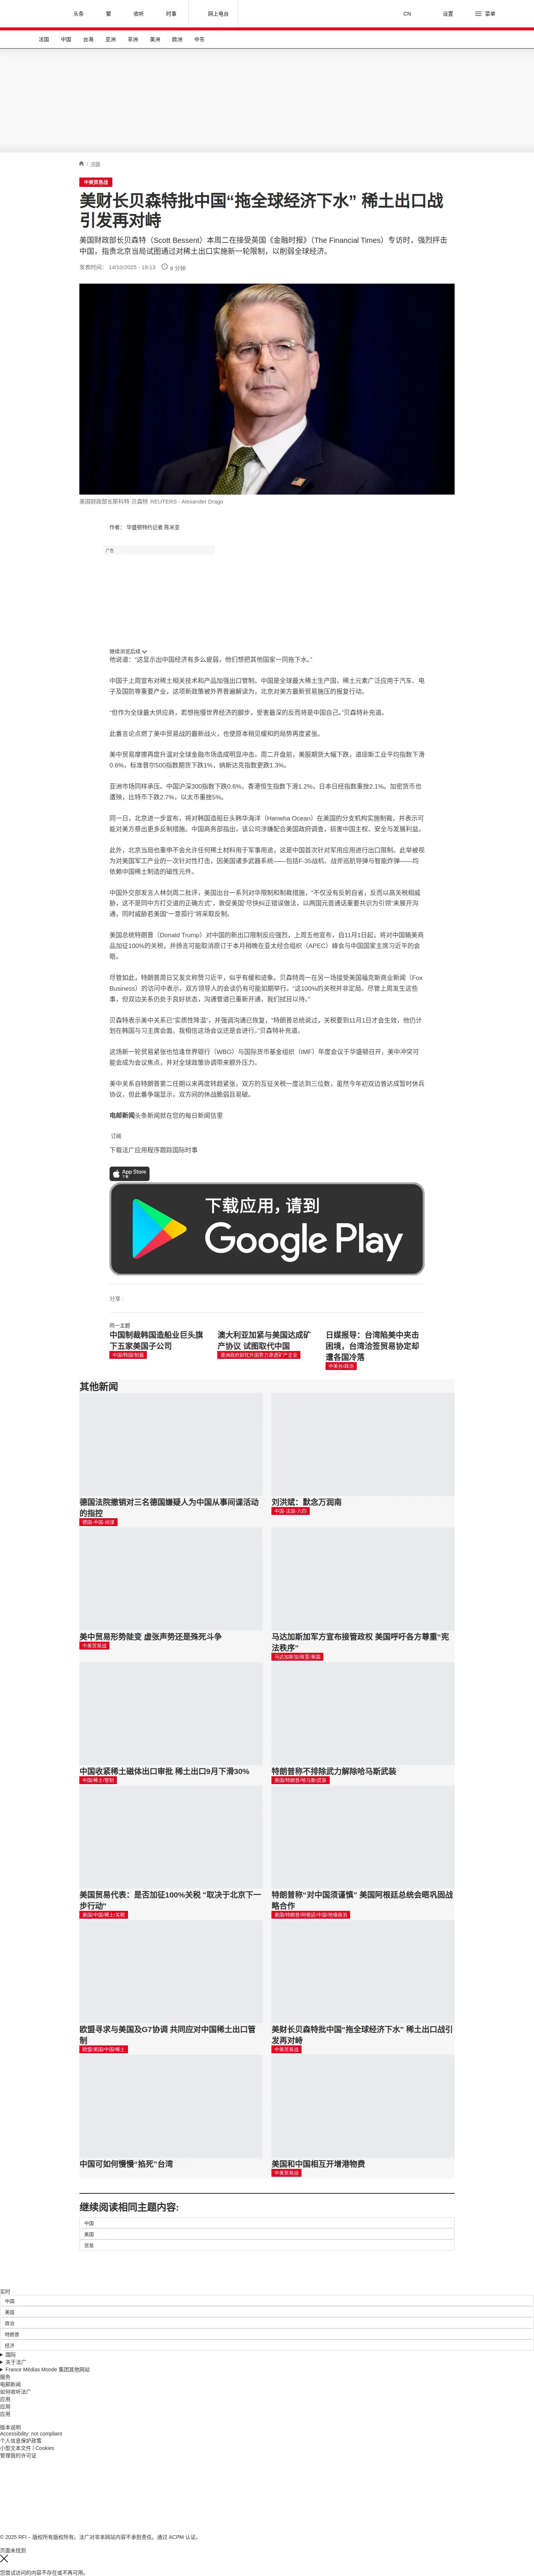 头条
繁
收听
时事
网上电台
CN
设置
菜单
法国
中国
台海
亚洲
非洲
美洲
欧洲
中东
/ 中国
中美贸易战
美财长贝森特批中国“拖全球经济下水” 稀土出口战
引发再对峙
美国财政部长贝森特（Scott Bessent）本周二在接受英国《金融时报》（The Financial Times）专访时，强烈抨击
中国，指责北京当局试图通过对稀土出口实施新一轮限制，以削弱全球经济。
发表时间： 14/10/2025 - 19:13
8 分钟
美国财政部长斯科特·贝森特 REUTERS - Alexander Drago
作者： 华盛顿特约记者 陈米亚
广告
继续浏览后续
他说道：“这显示出中国经济有多么疲弱，他们想把其他国家一同拖下水。”
中国于上周宣布对稀土相关技术和产品加强出口管制。中国是全球最大稀土生产国，稀土元素广泛应用于汽车、电
子及国防等重要产业，这项新政策被外界普遍解读为，北京对美方最新贸易施压的报复行动。
“但作为全球最大供应商，若想拖慢世界经济的脚步，受害最深的反而将是中国自己。”贝森特补充道。
此番言论点燃了美中贸易战的最新战火，也使原本稍见缓和的局势再度紧张。
美中贸易摩擦再度升温对全球金融市场造成明显冲击。周二开盘前，美股期货大幅下跌，道琼斯工业平均指数下滑
0.6%，标准普尔500指数期货下跌1%，纳斯达克指数更跌1.3%。
亚洲市场同样承压。中国沪深300指数下跌0.6%，香港恒生指数下滑1.2%，日本日经指数重挫2.1%。加密货币也
遭殃，比特币下跌2.7%，以太币重挫5%。
同一日，北京进一步宣布，将对韩国造船巨头韩华海洋（Hanwha Ocean）在美国的分支机构实施制裁，并表示可
能对美方祭出更多反制措施。中国商务部指出，该公司涉嫌配合美国政府调查，损害中国主权、安全与发展利益。
此外，北京当局也重申不会允许任何稀土材料用于军事用途，这是中国首次针对军用应用进行出口限制。此举被视
为对美国军工产业的一次针对性打击，因美国诸多武器系统——包括F-35战机、战斧巡航导弹与智能炸弹——均
依赖中国稀土制造的磁性元件。
中国外交部发言人林剑周二批评，美国出台一系列对华限制和制裁措施，“不仅没有反躬自省，反而以高关税相威
胁，这不是同中方打交道的正确方式”，敦促美国“尽快纠正错误做法，以两国元首通话重要共识为引领”来展开沟
通，同时威胁若美国“一意孤行”将采取反制。
美国总统特朗普（Donald Trump）对中国的新出口限制反应强烈。上周五他宣布，自11月1日起，将对中国输美商
品加征100%的关税，并扬言可能取消原订于本月稍晚在亚太经合组织（APEC）峰会与中国国家主席习近平的会
晤。
尽管如此，特朗普周日又发文称赞习近平，似乎有缓和迹象。贝森特周一在另一场接受美国福克斯商业新闻（Fox
Business）的访问中表示，双方领导人的会谈仍有可能如期举行。“这100%的关税并非定局。尽管上周发生这些
事，但双边关系仍处于良好状态，沟通管道已重新开通，我们拭目以待。”
贝森特表示美中关系已“实质性降温”，并强调沟通已恢复，“特朗普总统说过，关税要到11月1日才会生效，他仍计
划在韩国与习主席会面。我相信这场会议还是会进行。”贝森特补充道。
这场新一轮贸易紧张也恰逢世界银行（WBG）与国际货币基金组织（IMF）年度会议于华盛顿召开，美中冲突可
能会成为会议焦点，并对全球政策协调带来额外压力。
美中关系自特朗普第二任期以来再度转趋紧张，双方的互征关税一度达到三位数，虽然今年初双边曾达成暂时休兵
协议，但此番争端显示，双方间的休战脆弱且易破。
电邮新闻头条新闻就在您的每日新闻信里
订阅
下载法广应用程序跟踪国际时事
App Store
下载应用，请到
Google Play
分享 :
同一主题
中国制裁韩国造船业巨头旗
下五家美国子公司
中国/韩国/制裁
澳大利亚加紧与美国达成矿
产协议 试图取代中国
澳洲政府担忧外国势力渗透矿产企业
日媒报导：台湾陷美中夹击
困境，台湾洽签贸易协定却
遭各国冷落
中美台/政治
其他新闻
德国法院撤销对三名德国嫌疑人为中国从事间谍活动
的指控
德国-中国-间谍
刘洪斌：默念万润南
中国-法国-六四
美中贸易形势陡变 虚张声势还是殊死斗争
中美贸易战
马达加斯加军方宣布接管政权 美国呼吁各方尊重“宪
法秩序”
马达加斯加/政变/美国
中国收紧稀土磁体出口审批 稀土出口9月下滑30%
中国/稀土/管制
特朗普称不排除武力解除哈马斯武装
美国/特朗普/哈马斯/武装
美国贸易代表：是否加征100%关税 "取决于北京下一
步行动"
美国/中国/稀土/关税
特朗普称“对中国须谨慎” 美国阿根廷总统会晤巩固战
略合作
美国/特朗普/阿根廷/中国/地缘政治
欧盟寻求与美国及G7协调 共同应对中国稀土出口管
制
欧盟/美国/中国/稀土
美财长贝森特批中国“拖全球经济下水” 稀土出口战引
发再对峙
中美贸易战
中国可如何慢慢“掐死”台湾
美国和中国相互开增港物费
中美贸易战
继续阅读相同主题内容:
中国
美国
贸易
实时
中国
美国
政治
特朗普
经济
国际
关于法广
France Médias Monde 集团其他网站
服务
电邮新闻
如何收听法广
应用
应用
应用
版本说明
Accessibility: not compliant
个人信息保护政策
小型文本文件 / Cookies
管理我的许可证
© 2025 RFI – 版权所有版权所有。法广对非本网站内容不承担责任。通过 ACPM 认证。
页面未找到
您尝试访问的内容不存在或不再可用。